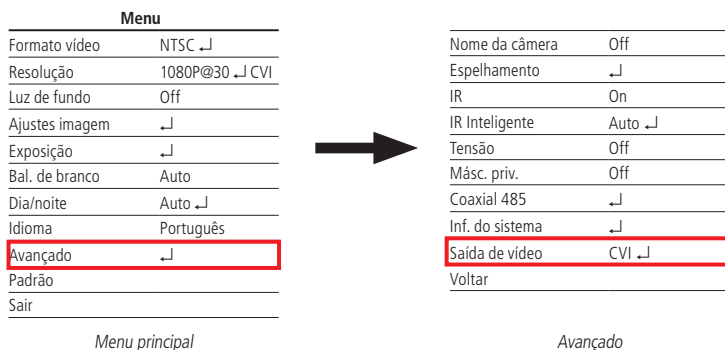 Menu
Formato vídeo NTSC ↵
Resolução 1080P@30 ↵ CVI
Luz de fundo Off
Ajustes imagem ↵
Exposição ↵
Bal. de branco Auto
Dia/noite Auto ↵
Idioma Português
Avançado ↵
Padrão
Sair
Menu principal
Nome da câmera Off
Espelhamento ↵
IR On
IR Inteligente Auto ↵
Tensão Off
Másc. priv. Off
Coaxial 485 ↵
Inf. do sistema ↵
Saída de vídeo CVI ↵
Voltar
Avançado